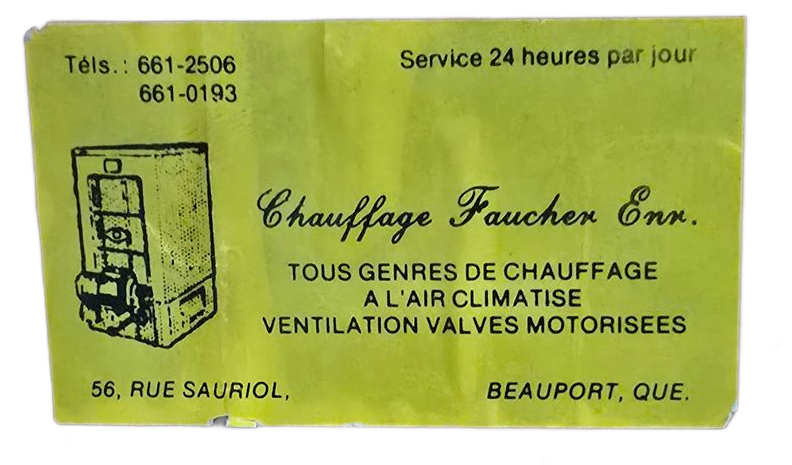 Téls.: 661-2506
661-0193
Service 24 heures par jour
Chauffage Faucher Enr.
TOUS GENRES DE CHAUFFAGE
A L'AIR CLIMATISE
VENTILATION VALVES MOTORISEES
56, RUE SAURIOL,
BEAUPORT, QUE.